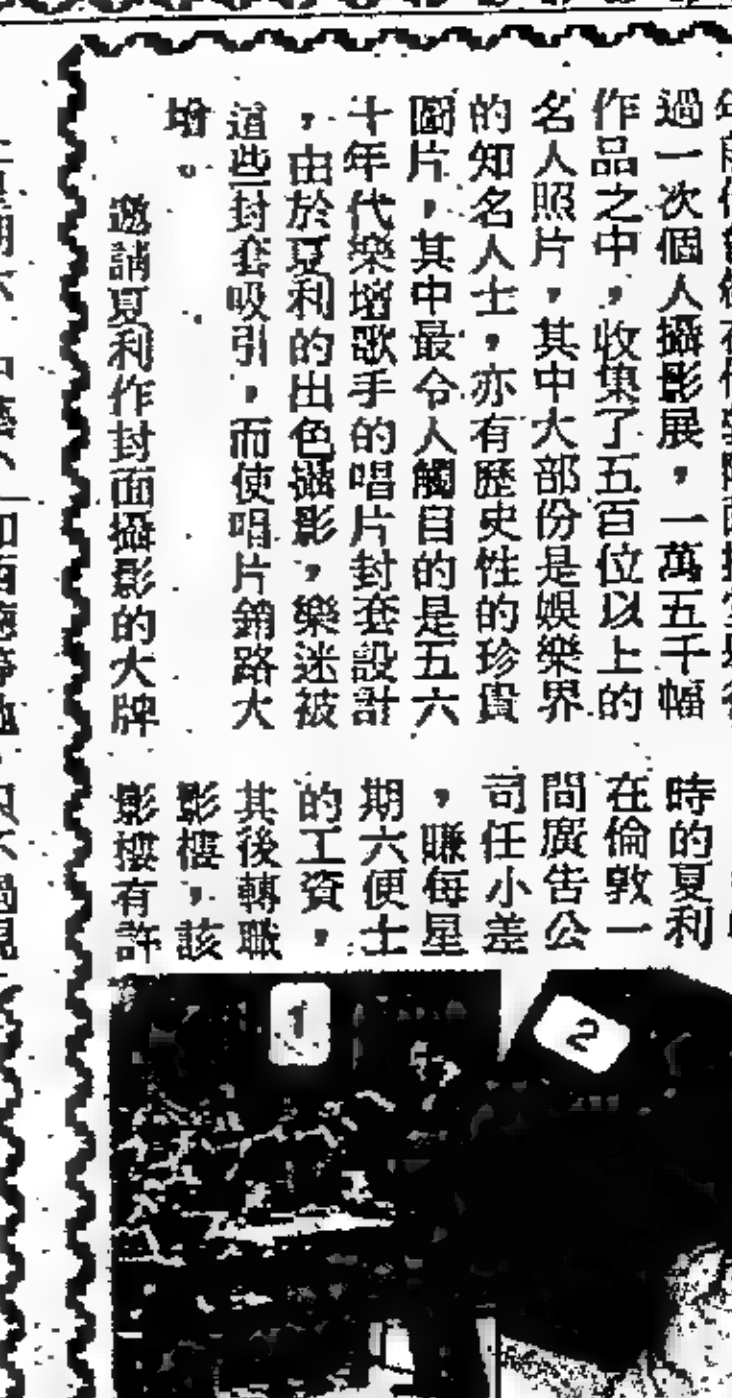 過一次個人攝影展，一萬五千幅
作品之中，收集了五百位以上的
名人照片，其中大部份是娛樂界
的知名人士，亦有歷史性的珍貴
圖片，其中最令人觸目的是五六
十年代樂壇歌手的唱片封套設計
，由於夏利的出色攝影，樂迷被
這些封套吸引，而使唱片銷路大
增。
邀請夏利作封面攝影的大牌
時的夏利
在倫敦一
間廣告公
司任小差
，賺每星
期六便士
的工資，
其後轉職
影樓，該
影樓有許
1
2